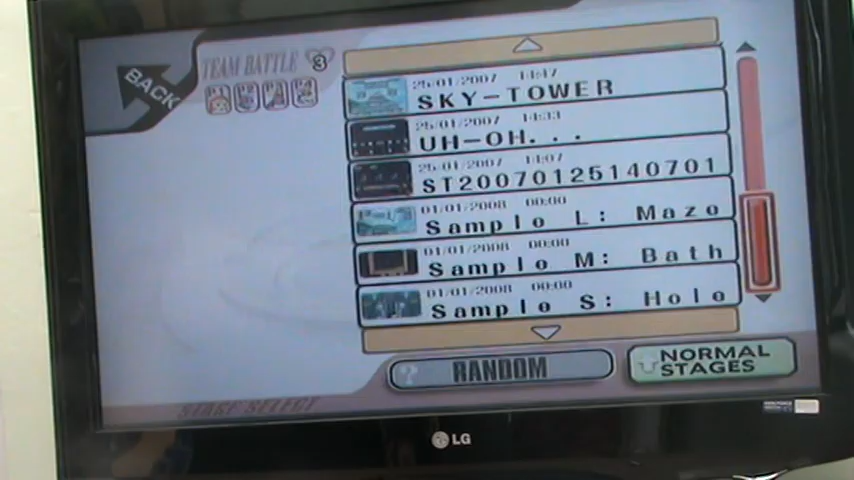 BACK
TEAM BATTLE 3
25/01/2007 14:47
SKY-TOWER
25/01/2007 14:33
UH-OH...
25/01/2007 14:07
ST20070125140701
01/01/2008 00:00
Sample L: Maze
01/01/2008 00:00
Sample M: Bath
01/01/2008 00:00
Sample S: Hole
? RANDOM
NORMAL
STAGES
STAGE SELECT
LG